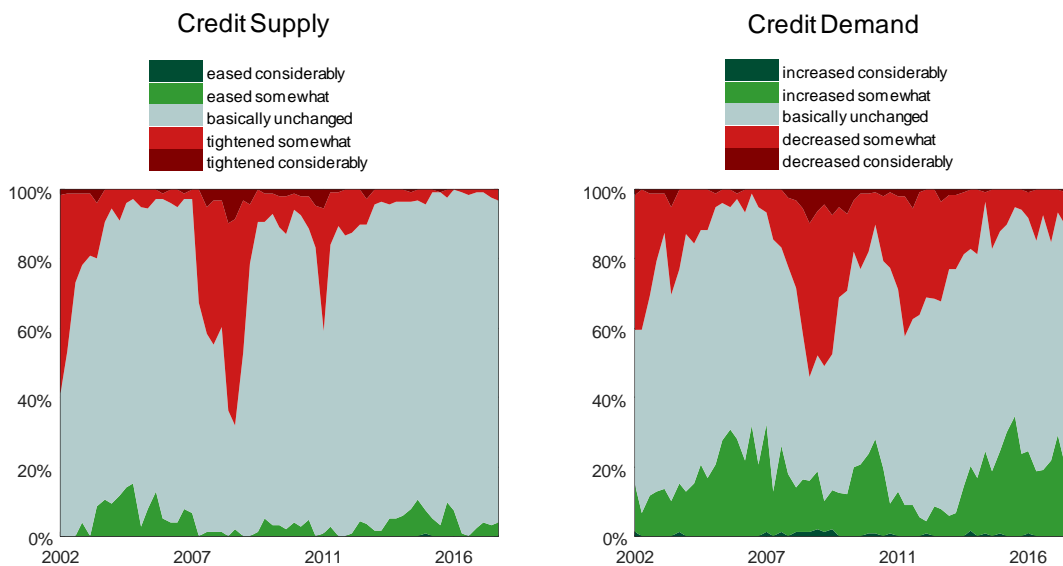 Credit Supply
eased considerably
eased somewhat
basically unchanged
tightened somewhat
tightened considerably
100%
80%
60%
40%
20%
0%
2002 2007 2011 2016
Credit Demand
increased considerably
increased somewhat
basically unchanged
decreased somewhat
decreased considerably
100%
80%
60%
40%
20%
0%
2002 2007 2011 2016